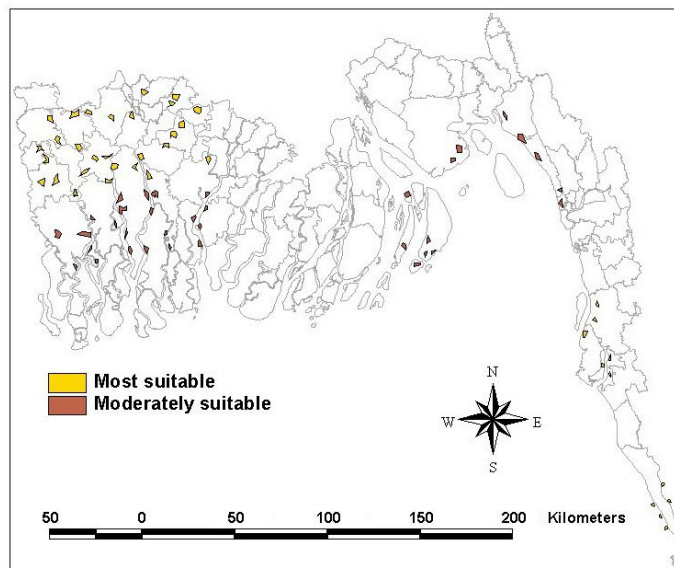 Most suitable
Moderately suitable
N
W E
S
50 0 50 100 150 200 Kilometers